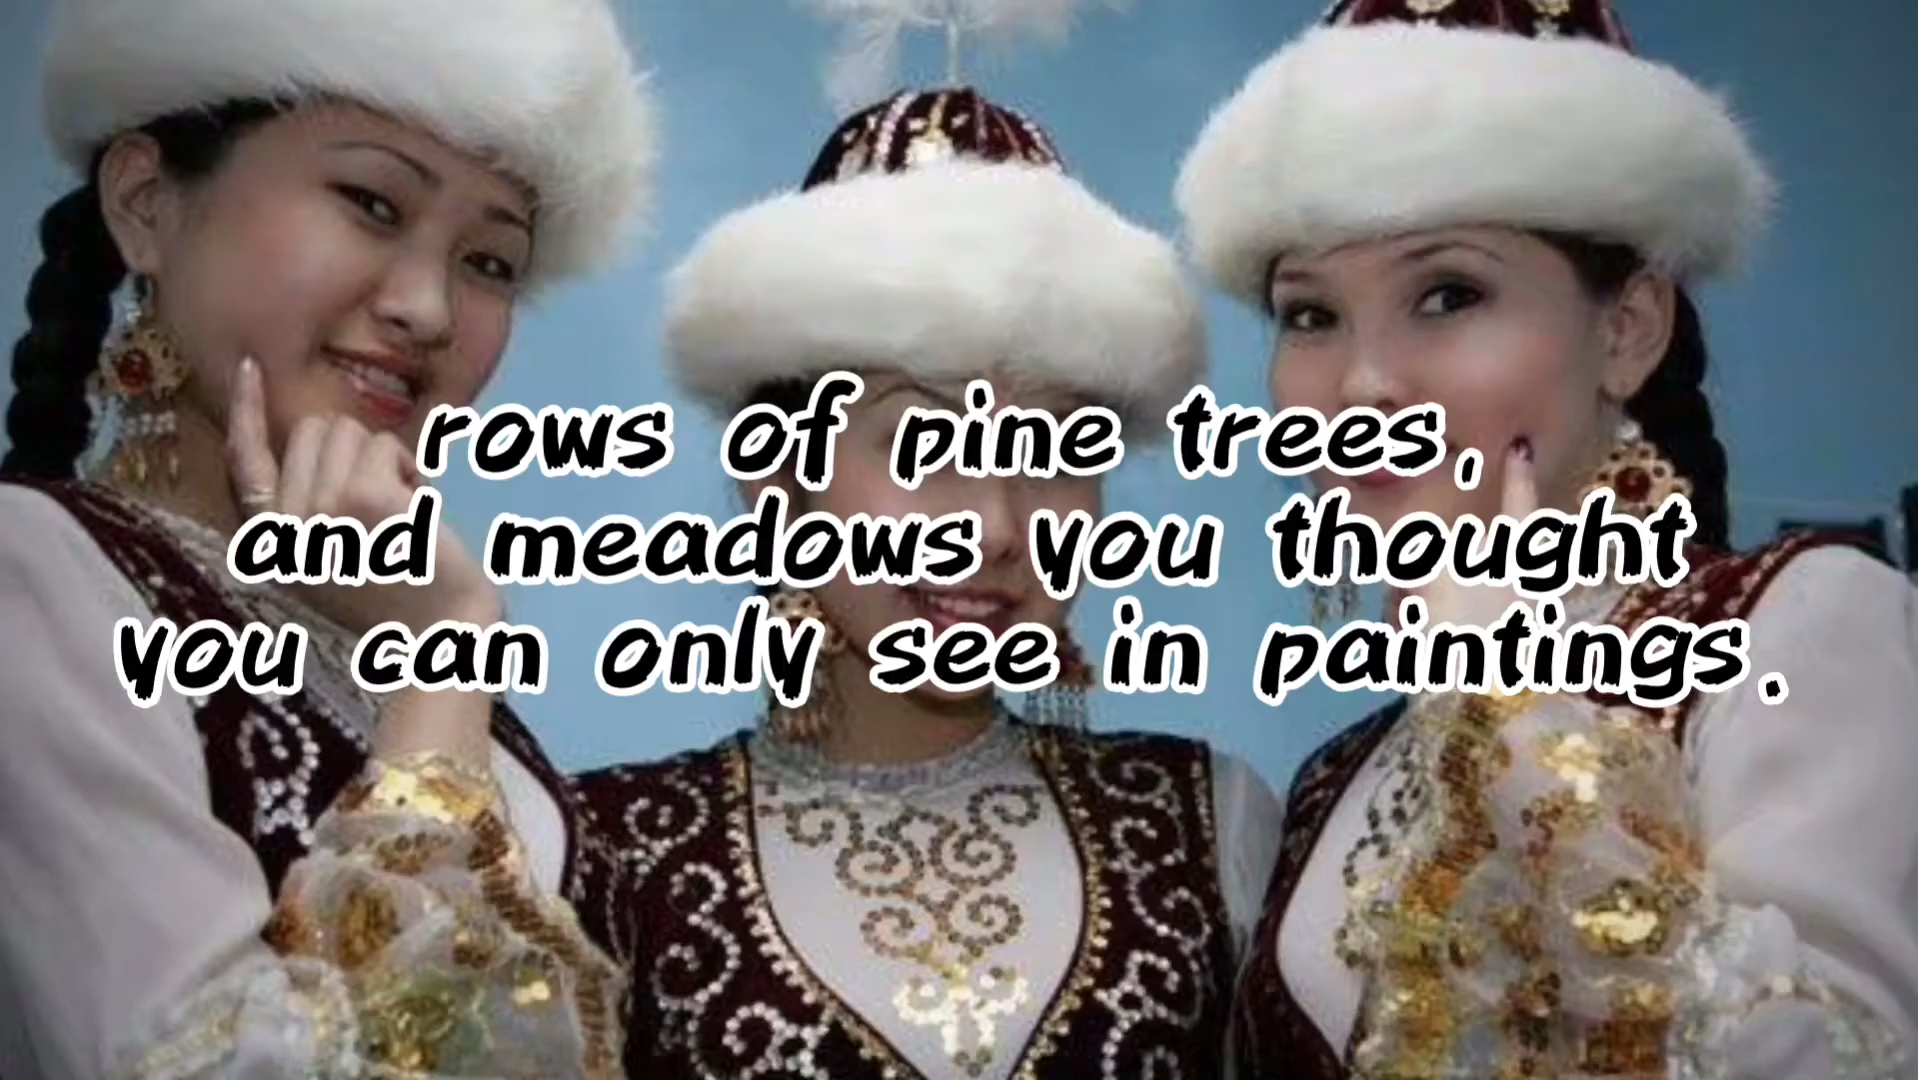 rows of pine trees,
and meadows you thought
you can only see in paintings.